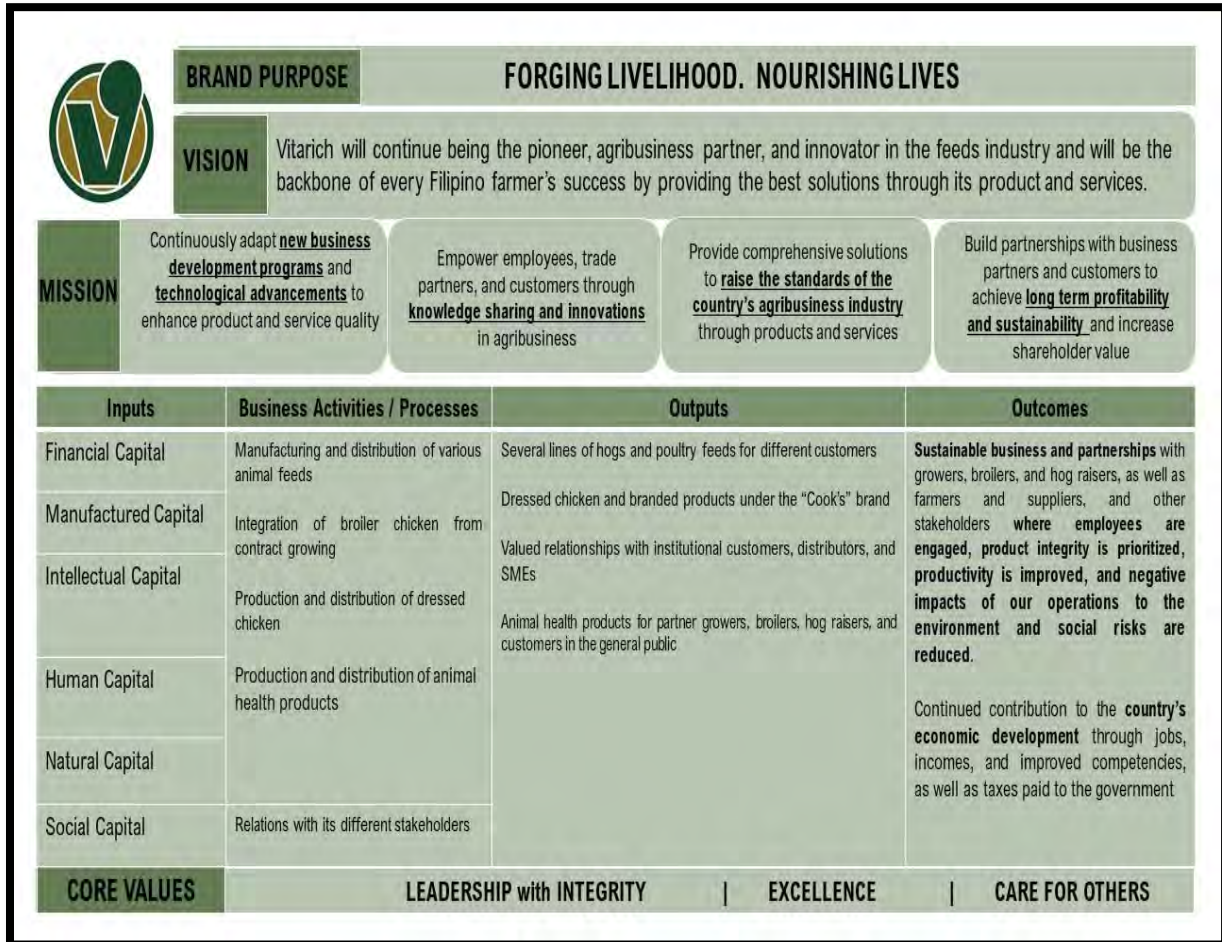 BRAND PURPOSE
FORGING LIVELIHOOD. NOURISHING LIVES
VISION
Vitarich will continue being the pioneer, agribusiness partner, and innovator in the feeds industry and will be the
backbone of every Filipino farmer's success by providing the best solutions through its product and services.
MISSION
Continuously adapt new business
development programs and
technological advancements to
enhance product and service quality
Empower employees, trade
partners, and customers through
knowledge sharing and innovations
in agribusiness
Provide comprehensive solutions
to raise the standards of the
country's agribusiness industry
through products and services
Build partnerships with business
partners and customers to
achieve long term profitability
and sustainability and increase
shareholder value
Inputs
Business Activities / Processes
Outputs
Outcomes
Financial Capital
Manufactured Capital
Intellectual Capital
Human Capital
Natural Capital
Social Capital
Manufacturing and distribution of various
animal feeds
Integration of broiler chicken from
contract growing
Production and distribution of dressed
chicken
Production and distribution of animal
health products
Relations with its different stakeholders
Several lines of hogs and poultry feeds for different customers
Dressed chicken and branded products under the "Cook's" brand
Valued relationships with institutional customers, distributors, and
SMEs
Animal health products for partner growers, broilers, hog raisers, and
customers in the general public
Sustainable business and partnerships with
growers, broilers, and hog raisers, as well as
farmers and suppliers, and other
stakeholders where employees are
engaged, product integrity is prioritized,
productivity is improved, and negative
impacts of our operations to the
environment and social risks are
reduced.
Continued contribution to the country's
economic development through jobs,
incomes, and improved competencies,
as well as taxes paid to the government
CORE VALUES
LEADERSHIP with INTEGRITY | EXCELLENCE | CARE FOR OTHERS